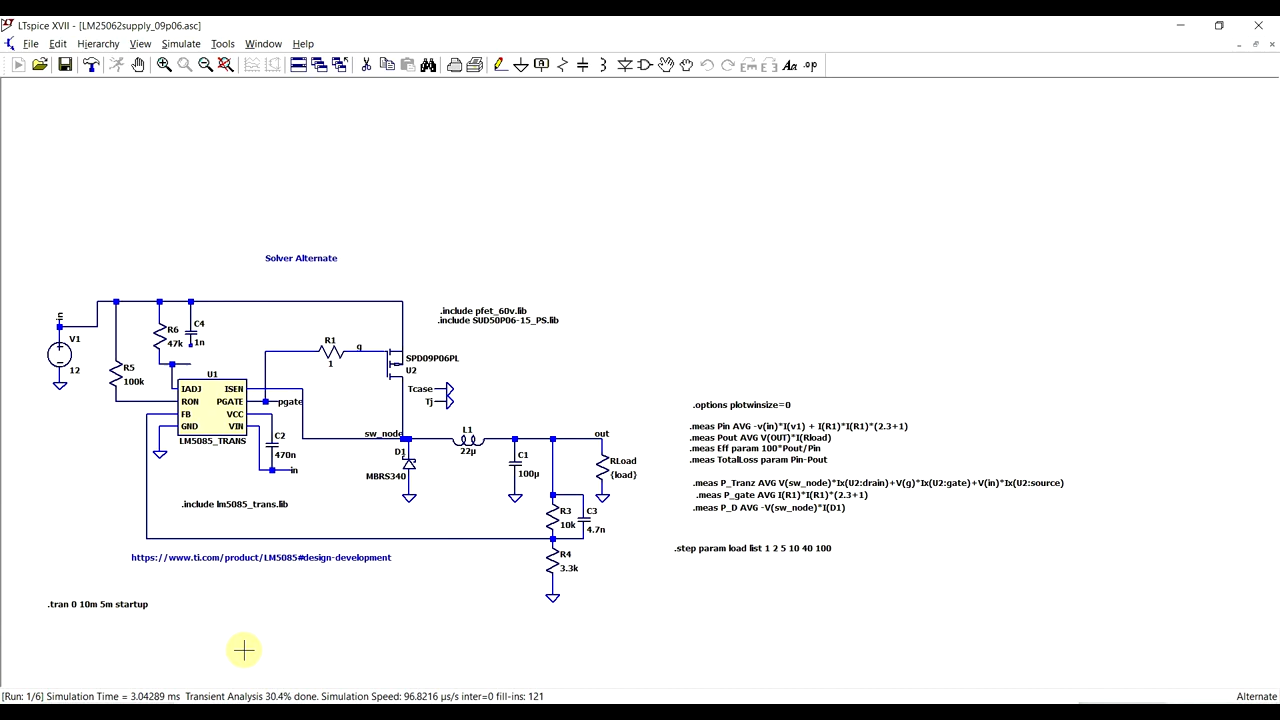 LTspice XVII - [LM25062supply_09p06.asc]
File Edit Hierarchy View Simulate Tools Window Help
Aa .op
Solver Alternate
.include pfet_60v.lib
.include SUD50P06-15_PS.lib
in
V1
12
R5
100k
R6
47k
C4
1n
R1
1
g
SPD09P06PL
U2
Tcase
Tj
U1
IADJ ISEN
RON PGATE
FB VCC
GND VIN
LM5085_TRANS
pgate
C2
470n
in
sw_node
D1
MBRS340
L1
22µ
C1
100µ
out
RLoad
{load}
R3
10k
C3
4.7n
R4
3.3k
.include lm5085_trans.lib
https://www.ti.com/product/LM5085#design-development
.tran 0 10m 5m startup
.options plotwinsize=0
.meas Pin AVG -v(in)*I(v1) + I(R1)*I(R1)*(2.3+1)
.meas Pout AVG V(OUT)*I(Rload)
.meas Eff param 100*Pout/Pin
.meas TotalLoss param Pin-Pout
.meas P_Tranz AVG V(sw_node)*Ix(U2:drain)+V(g)*Ix(U2:gate)+V(in)*Ix(U2:source)
.meas P_gate AVG I(R1)*I(R1)*(2.3+1)
.meas P_D AVG -V(sw_node)*I(D1)
.step param load list 1 2 5 10 40 100
[Run: 1/6] Simulation Time = 3.04289 ms Transient Analysis 30.4% done. Simulation Speed: 96.8216 µs/s inter=0 fill-ins: 121
Alternate